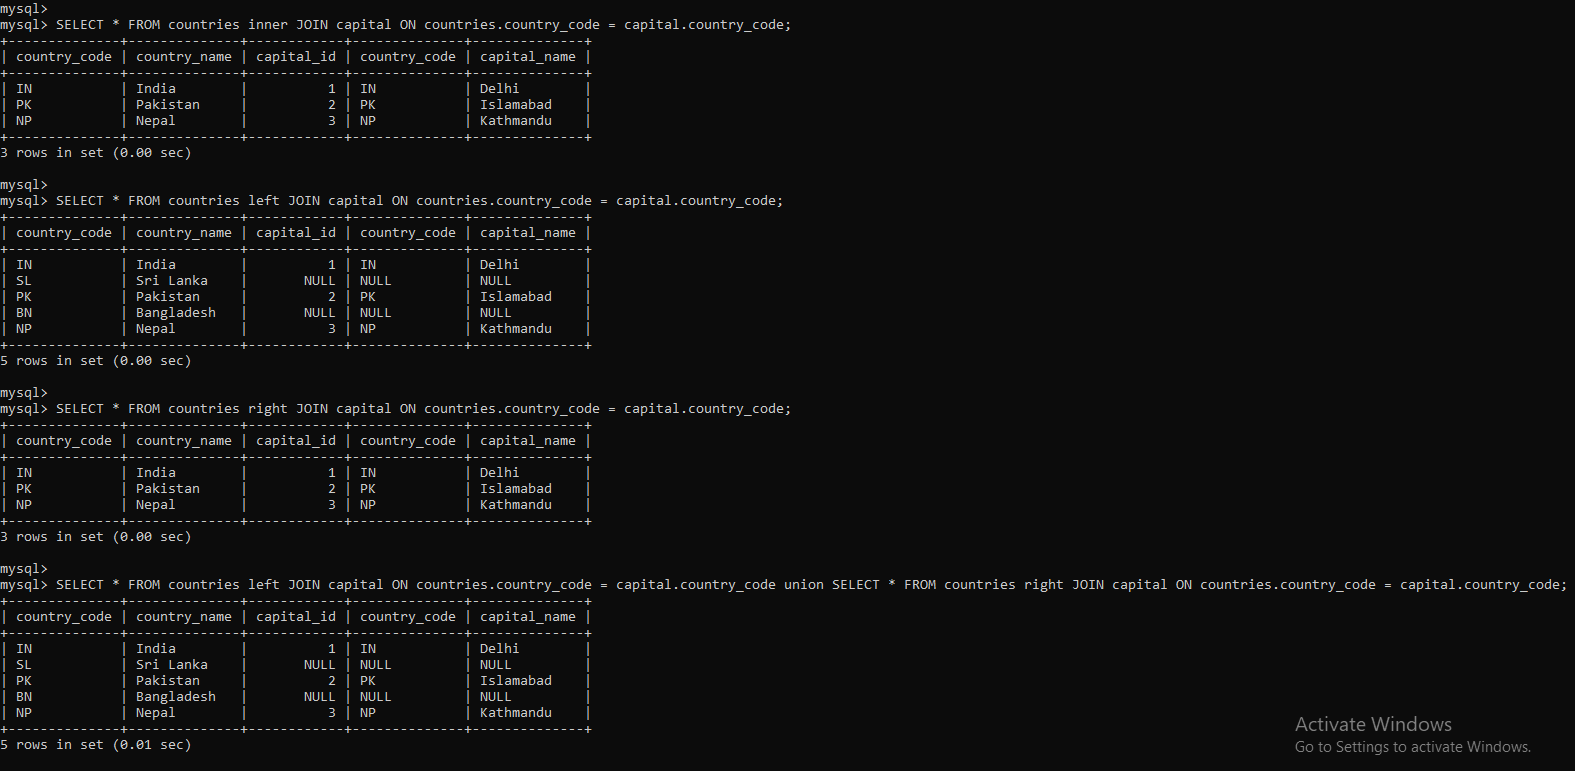 mysql>
mysql> SELECT * FROM countries inner JOIN capital ON countries.country_code = capital.country_code;
+--------------+--------------+------------+--------------+--------------+
| country_code | country_name | capital_id | country_code | capital_name |
+--------------+--------------+------------+--------------+--------------+
| IN           | India        |          1 | IN           | Delhi        |
| PK           | Pakistan     |          2 | PK           | Islamabad    |
| NP           | Nepal        |          3 | NP           | Kathmandu    |
+--------------+--------------+------------+--------------+--------------+
3 rows in set (0.00 sec)
mysql>
mysql> SELECT * FROM countries left JOIN capital ON countries.country_code = capital.country_code;
+--------------+--------------+------------+--------------+--------------+
| country_code | country_name | capital_id | country_code | capital_name |
+--------------+--------------+------------+--------------+--------------+
| IN           | India        |          1 | IN           | Delhi        |
| SL           | Sri Lanka    |       NULL | NULL         | NULL         |
| PK           | Pakistan     |          2 | PK           | Islamabad    |
| BN           | Bangladesh   |       NULL | NULL         | NULL         |
| NP           | Nepal        |          3 | NP           | Kathmandu    |
+--------------+--------------+------------+--------------+--------------+
5 rows in set (0.00 sec)
mysql>
mysql> SELECT * FROM countries right JOIN capital ON countries.country_code = capital.country_code;
+--------------+--------------+------------+--------------+--------------+
| country_code | country_name | capital_id | country_code | capital_name |
+--------------+--------------+------------+--------------+--------------+
| IN           | India        |          1 | IN           | Delhi        |
| PK           | Pakistan     |          2 | PK           | Islamabad    |
| NP           | Nepal        |          3 | NP           | Kathmandu    |
+--------------+--------------+------------+--------------+--------------+
3 rows in set (0.00 sec)
mysql>
mysql> SELECT * FROM countries left JOIN capital ON countries.country_code = capital.country_code union SELECT * FROM countries right JOIN capital ON countries.country_code = capital.country_code;
+--------------+--------------+------------+--------------+--------------+
| country_code | country_name | capital_id | country_code | capital_name |
+--------------+--------------+------------+--------------+--------------+
| IN           | India        |          1 | IN           | Delhi        |
| SL           | Sri Lanka    |       NULL | NULL         | NULL         |
| PK           | Pakistan     |          2 | PK           | Islamabad    |
| BN           | Bangladesh   |       NULL | NULL         | NULL         |
| NP           | Nepal        |          3 | NP           | Kathmandu    |
+--------------+--------------+------------+--------------+--------------+
5 rows in set (0.01 sec)
Activate Windows
Go to Settings to activate Windows.